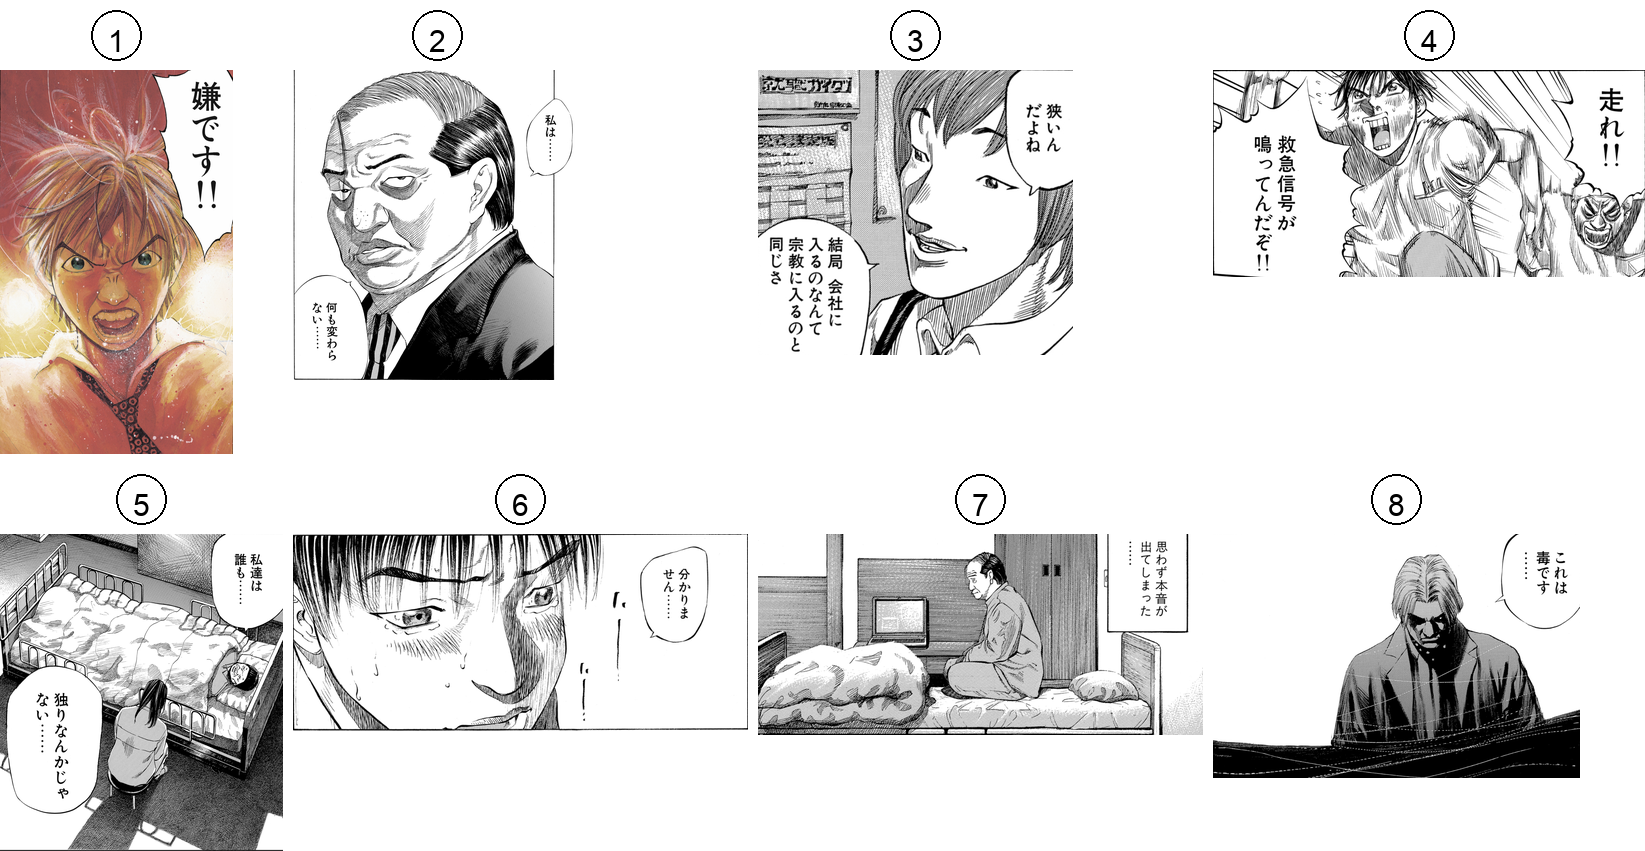 1
嫌です!!
2
私は……
何も変わら
ない……
3
狭いん
だよね
結局 会社に
入るのなんて
宗教に入るのと
同じさ
4
走れ!!
救急信号が
鳴ってんだぞ!!
5
私達は
誰も……
独りなんかじゃ
ない……
6
分かりま
せん……
7
思わず本音が
出てしまった
……
8
これは
毒です
……